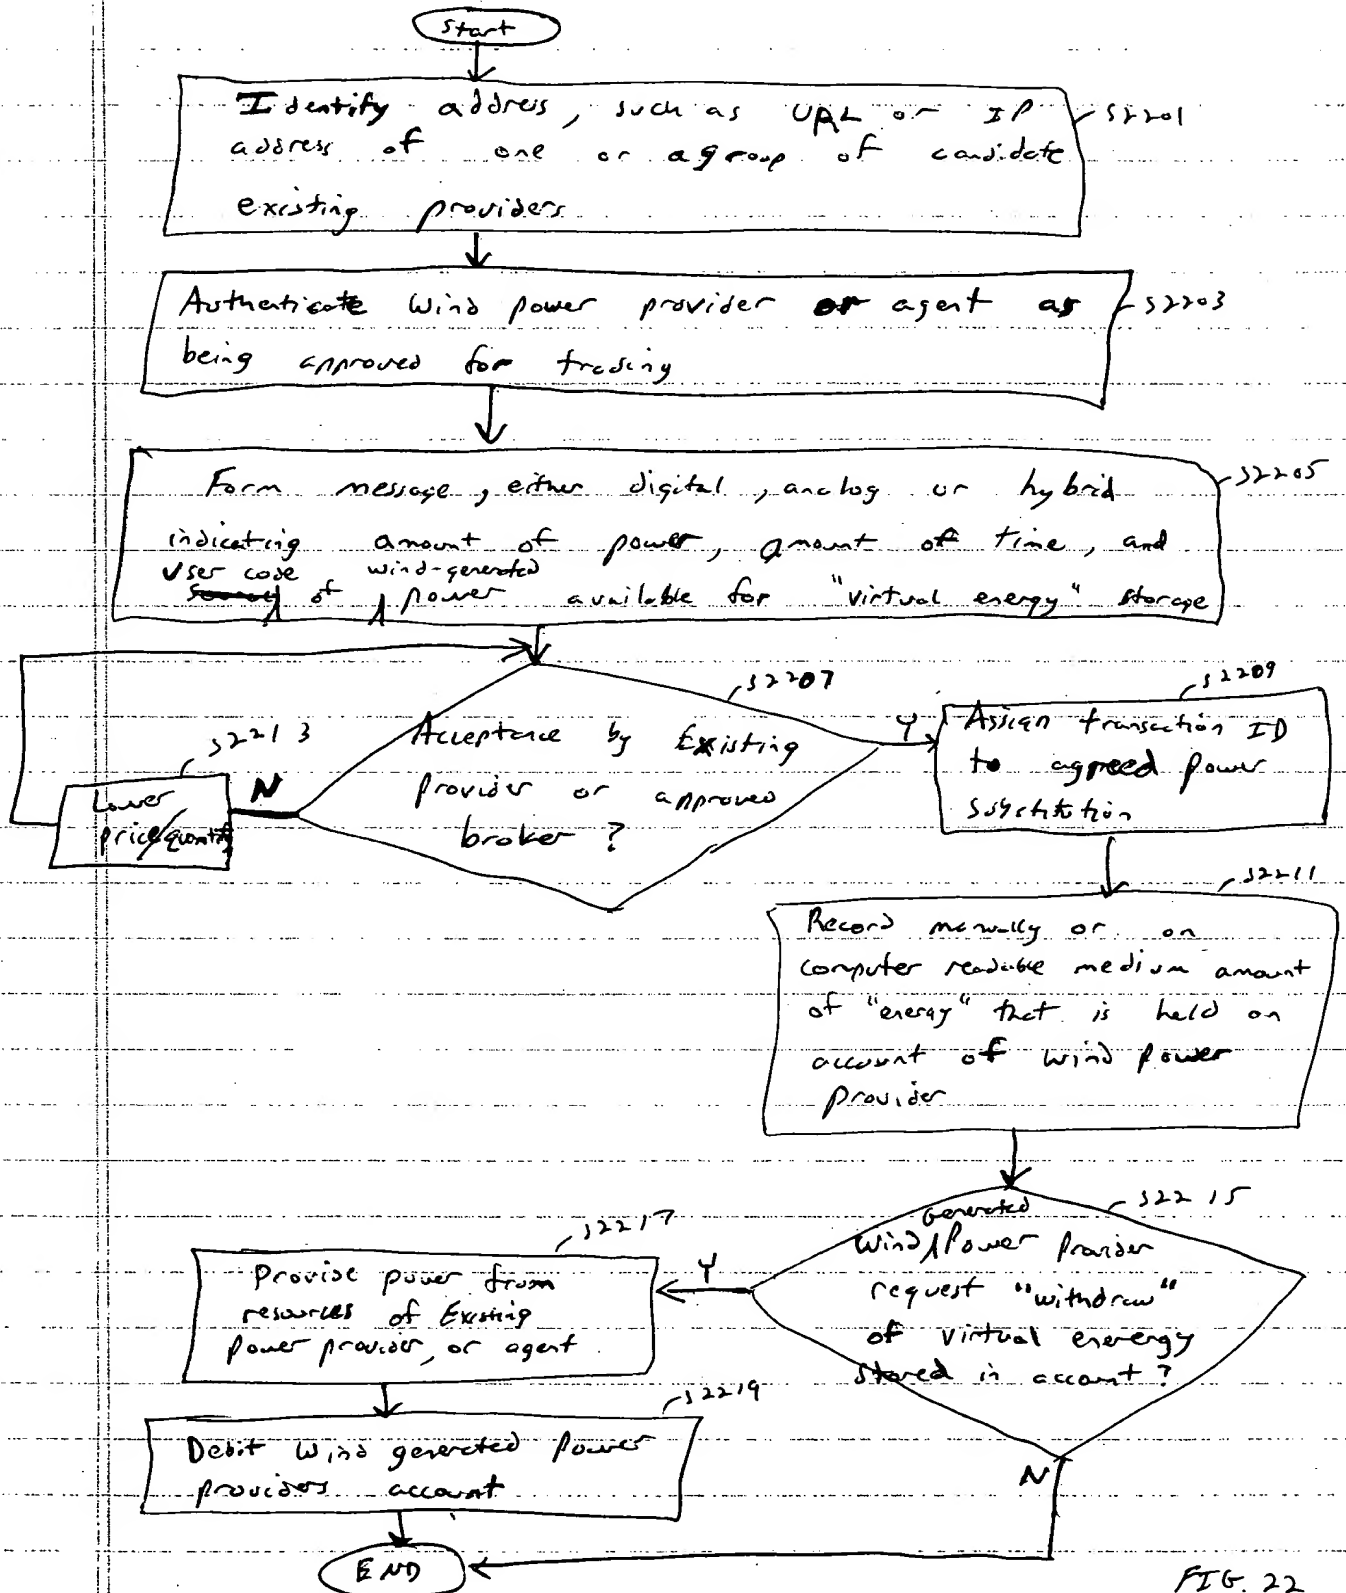 Start
Identify address, such as URL or IP
address of one or a group of candidate
existing providers
S2201
Authenticate Wind power provider or agent as
being approved for trading
S2203
Form message, either digital, analog or hybrid
indicating amount of power, amount of time, and
User code wind-generated
of power available for "virtual energy" storage
S2205
Acceptance by Existing
provider or approved
broker ?
S2207
Y
N
S2213
Lower
price/quantity
S2209
Assign transaction ID
to agreed power
substitution
S2211
Record manually or on
computer readable medium amount
of "energy" that is held on
account of Wind Power
Provider
S2215
Generated
Wind Power Provider
request "withdraw"
of virtual enerergy
stored in account ?
Y
N
S2217
Provide power from
resources of Existing
Power provider, or agent
S2219
Debit Wind generated Power
providers account
END
FIG. 22